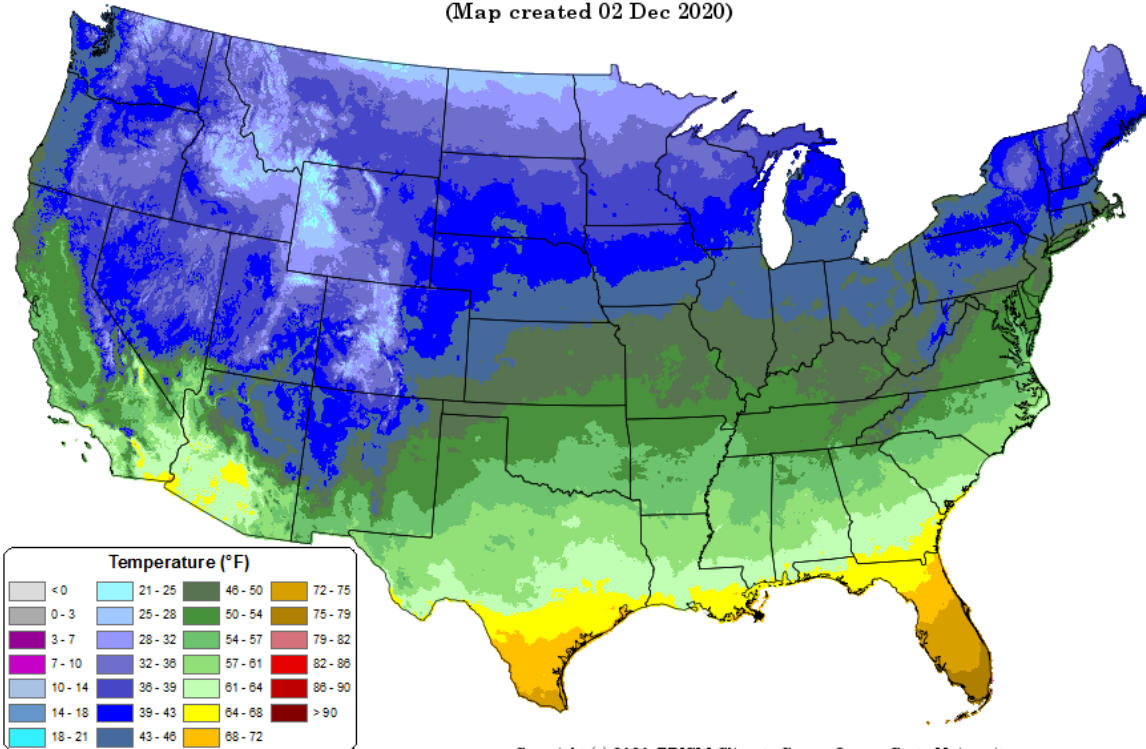 (Map created 02 Dec 2020)
Temperature (°F)
< 0
0 - 3
3 - 7
7 - 10
10 - 14
14 - 18
18 - 21
21 - 25
25 - 28
28 - 32
32 - 36
36 - 39
39 - 43
43 - 46
46 - 50
50 - 54
54 - 57
57 - 61
61 - 64
64 - 68
68 - 72
72 - 75
75 - 79
79 - 82
82 - 86
86 - 90
> 90